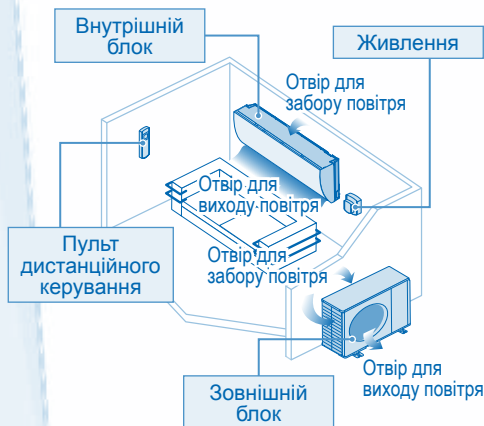 Внутрішній
блок
Живлення
Отвір для
забору повітря
Отвір для
виходу повітря
Пульт
дистанційного
керування
Отвір для
забору повітря
Отвір для
виходу повітря
Зовнішній
блок